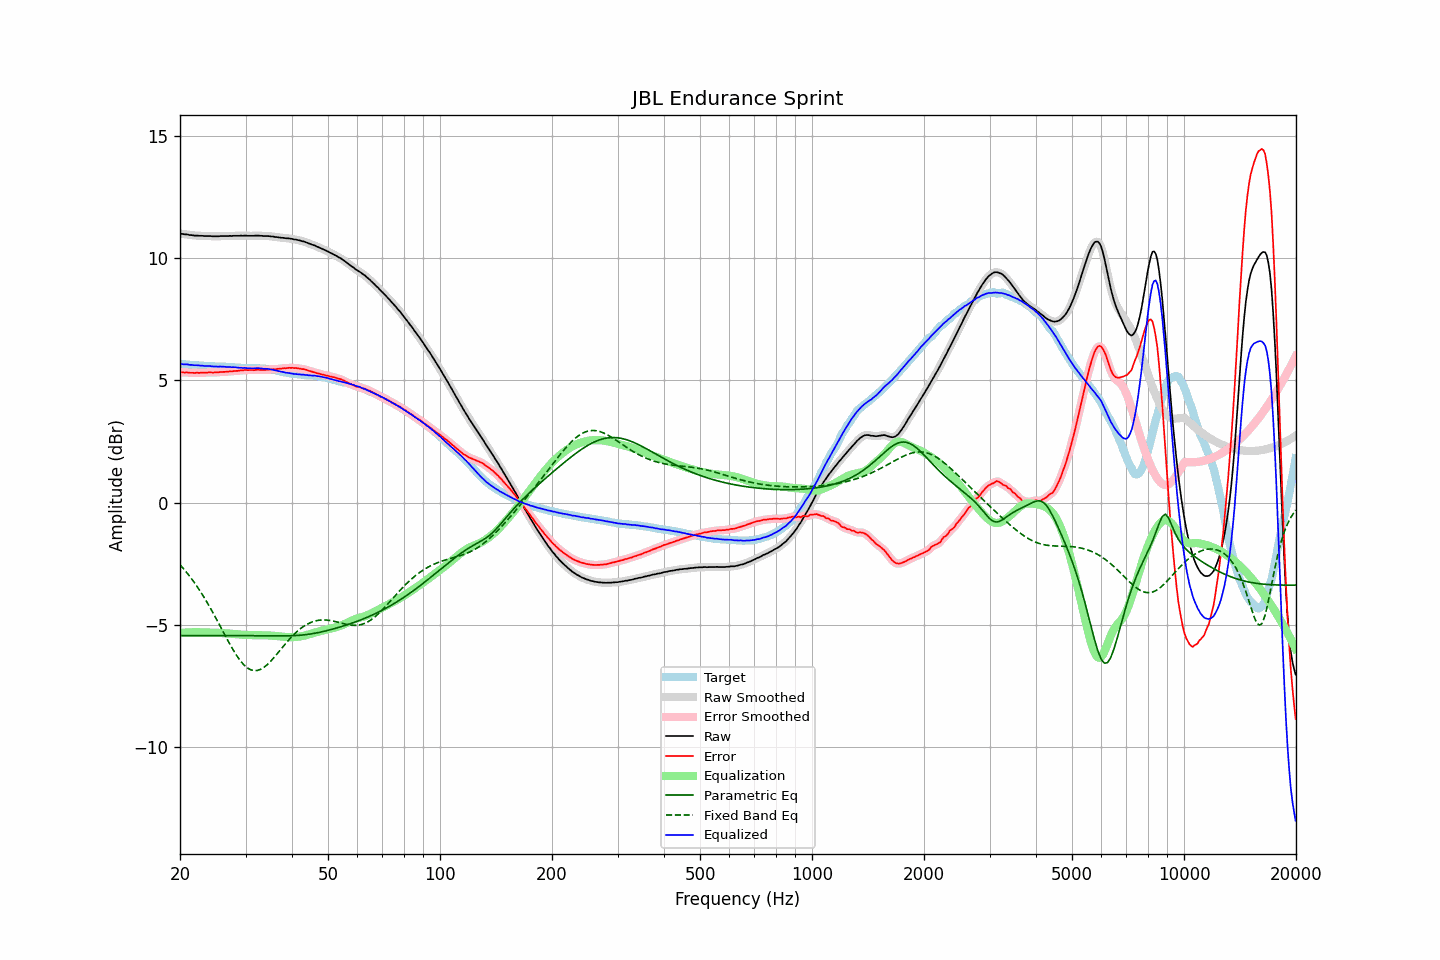 JBL Endurance Sprint
Amplitude (dBr)
15
10
5
0
−5
−10
Target
Raw Smoothed
Error Smoothed
Raw
Error
Equalization
Parametric Eq
Fixed Band Eq
Equalized
20 50 100 200 500 1000 2000 5000 10000 20000
Frequency (Hz)